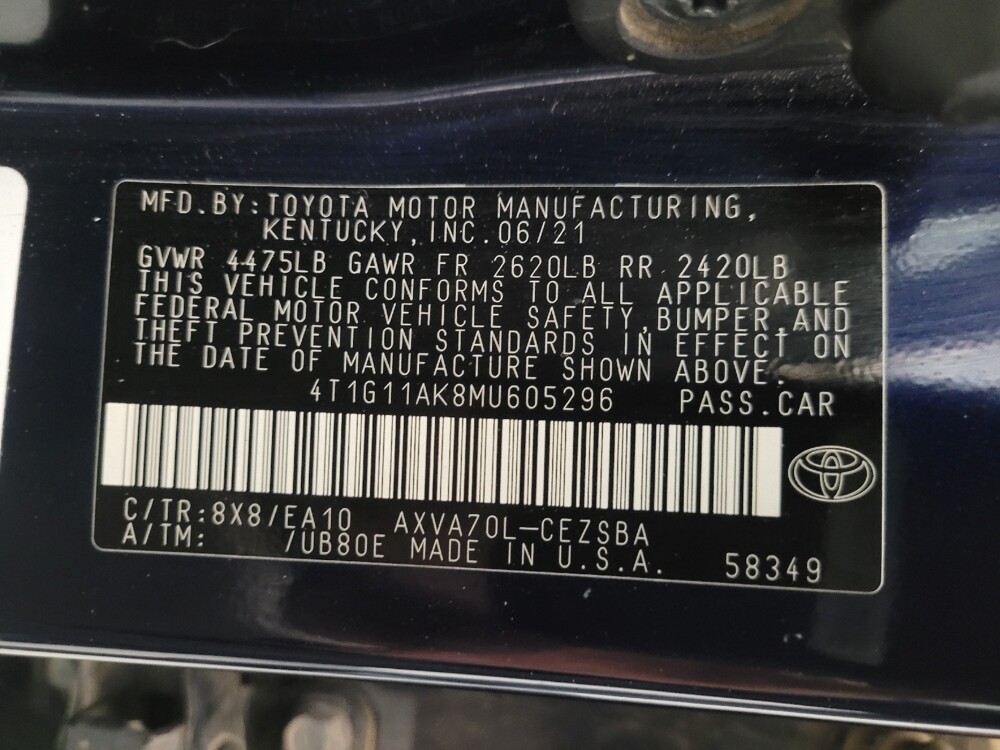 MFD.BY:TOYOTA MOTOR MANUFACTURING,
KENTUCKY,INC.06/21
GVWR 4475LB GAWR FR 2620LB RR 2420LB
THIS VEHICLE CONFORMS TO ALL APPLICABLE
FEDERAL MOTOR VEHICLE SAFETY,BUMPER,AND
THEFT PREVENTION STANDARDS IN EFFECT ON
THE DATE OF MANUFACTURE SHOWN ABOVE.
4T1G11AK8MU605296 PASS.CAR
C/TR:8X8/EA10 AXVA70L-CEZSBA
A/TM: /UB80E MADE IN U.S.A. 58349